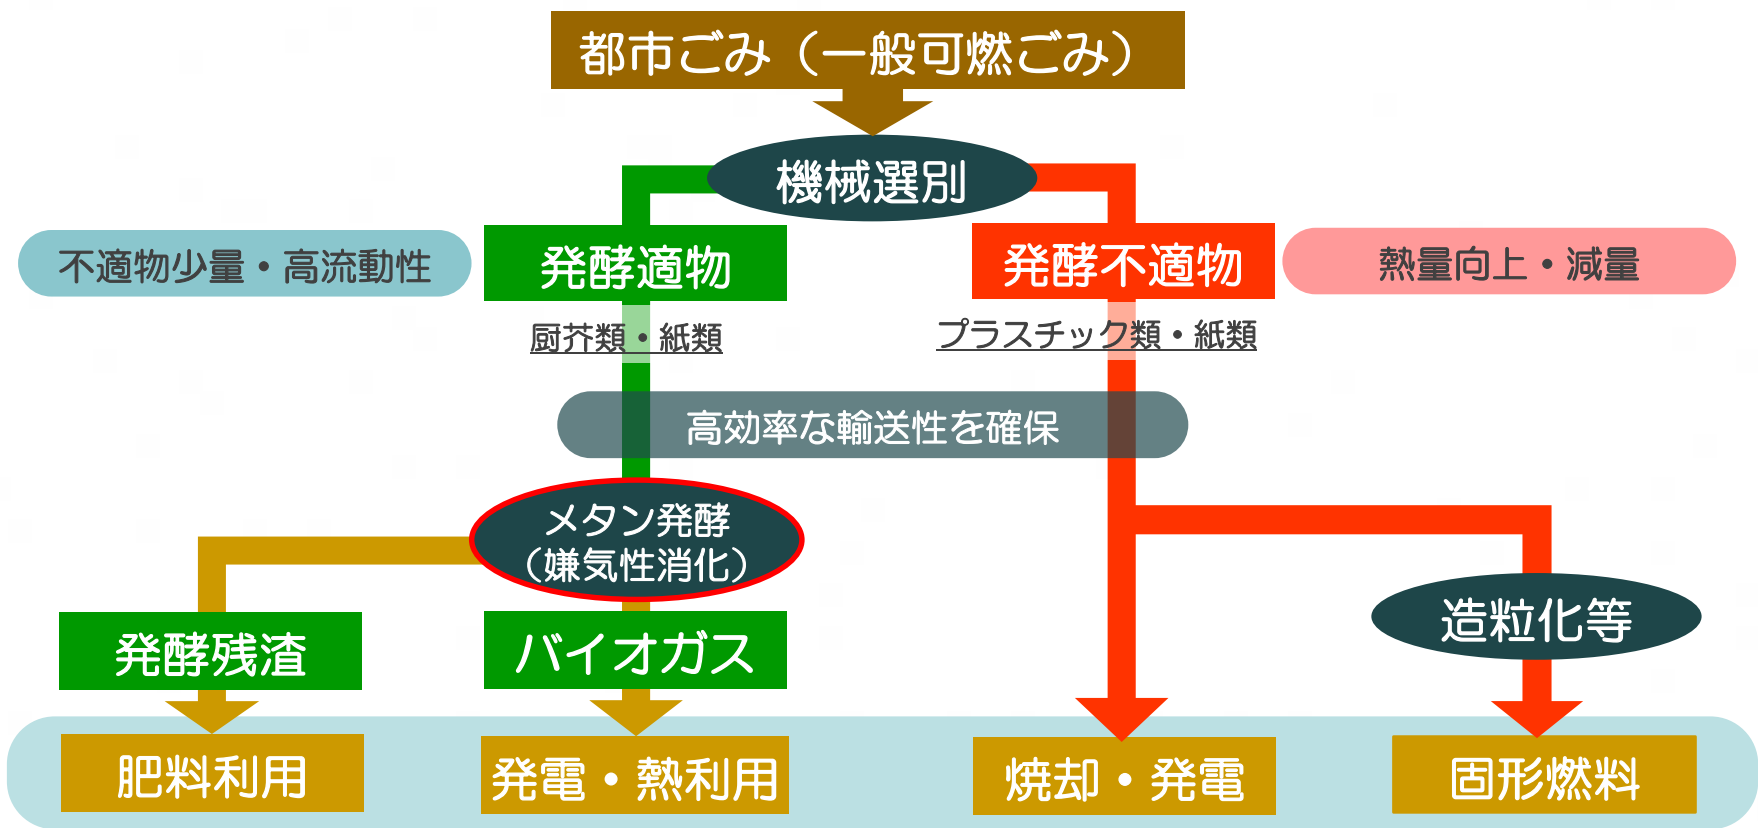 都市ごみ（一般可燃ごみ）
機械選別
不適物少量・高流動性
発酵適物
発酵不適物
熱量向上・減量
厨芥類・紙類
プラスチック類・紙類
高効率な輸送性を確保
メタン発酵
（嫌気性消化）
造粒化等
発酵残渣
バイオガス
肥料利用
発電・熱利用
焼却・発電
固形燃料